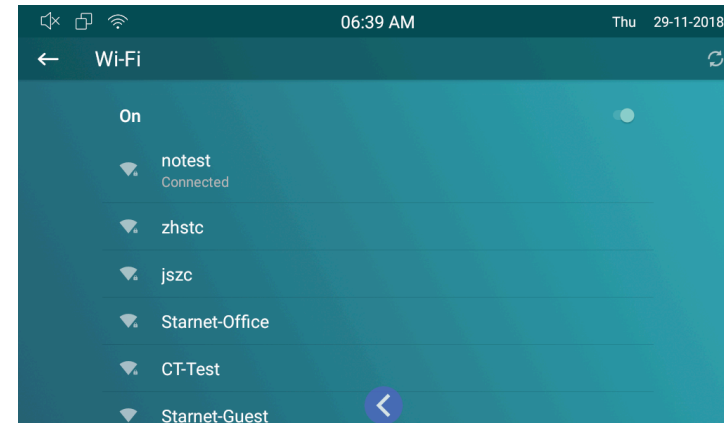 06:39 AM
Thu 29-11-2018
Wi-Fi
On
notest
Connected
zhstc
jszc
Starnet-Office
CT-Test
Starnet-Guest